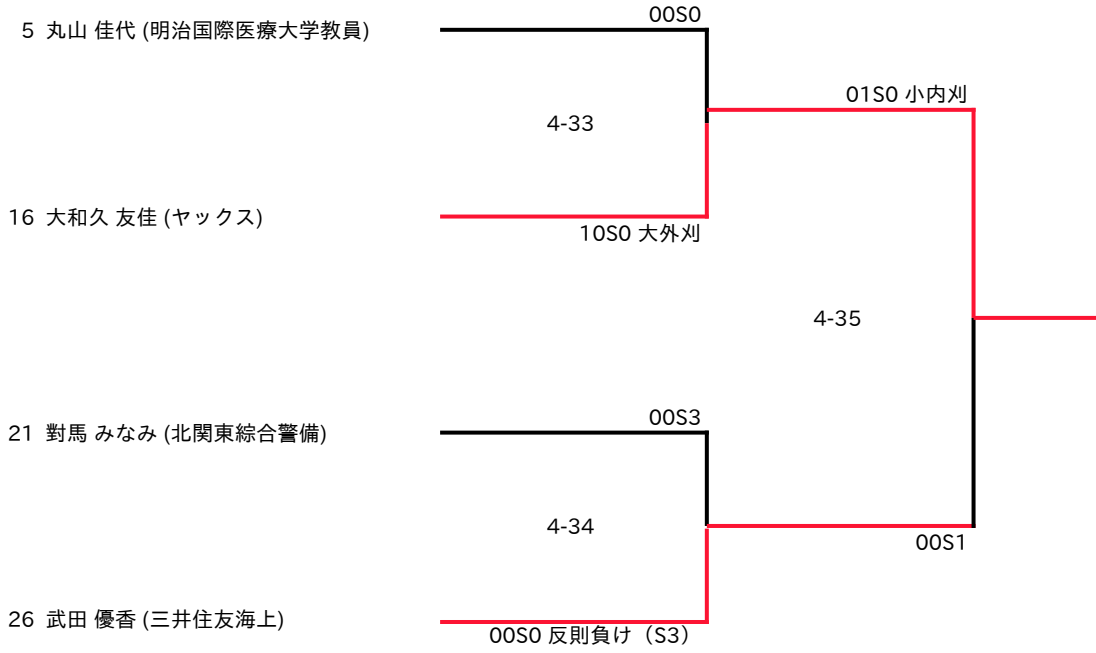 00S0
5 丸山 佳代 (明治国際医療大学教員)
01S0 小内刈
4-33
16 大和久 友佳 (ヤックス)
10S0 大外刈
4-35
00S3
21 對馬 みなみ (北関東綜合警備)
4-34
00S1
26 武田 優香 (三井住友海上)
00S0 反則負け（S3）